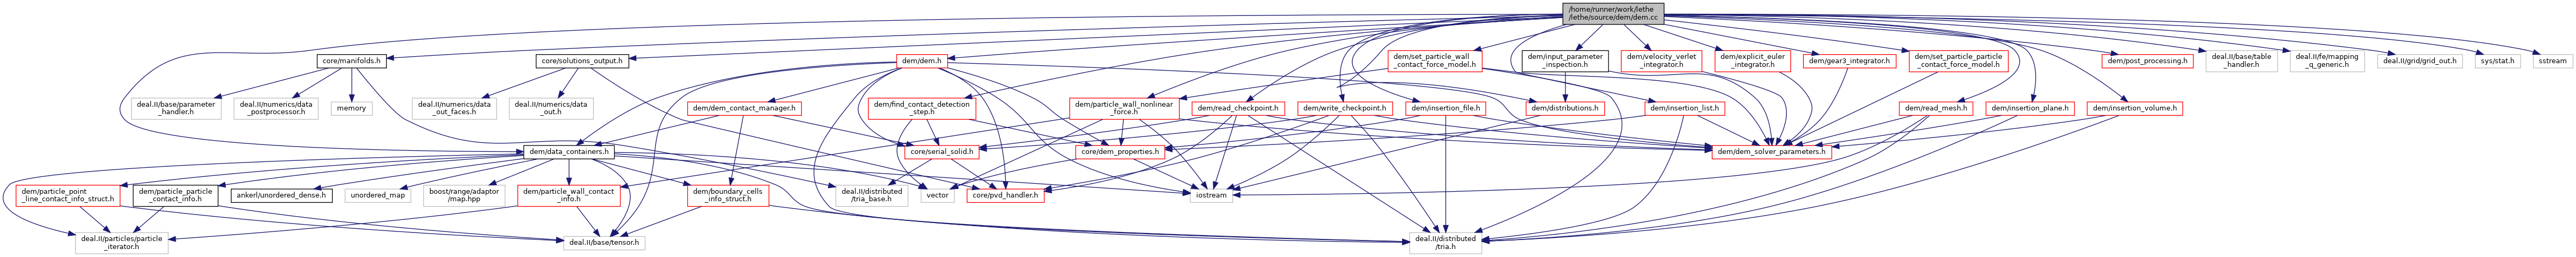 /home/runner/work/lethe
/lethe/source/dem/dem.cc
core/manifolds.h
core/solutions_output.h
dem/dem.h
dem/set_particle_wall
_contact_force_model.h
dem/input_parameter
_inspection.h
dem/velocity_verlet
_integrator.h
dem/explicit_euler
_integrator.h
dem/gear3_integrator.h
dem/set_particle_particle
_contact_force_model.h
dem/post_processing.h
deal.II/base/table
_handler.h
deal.II/fe/mapping
_q_generic.h
deal.II/grid/grid_out.h
sys/stat.h
sstream
deal.II/base/parameter
_handler.h
deal.II/numerics/data
_postprocessor.h
memory
deal.II/numerics/data
_out_faces.h
deal.II/numerics/data
_out.h
dem/dem_contact_manager.h
dem/find_contact_detection
_step.h
dem/particle_wall_nonlinear
_force.h
dem/read_checkpoint.h
dem/write_checkpoint.h
dem/insertion_file.h
dem/distributions.h
dem/insertion_list.h
dem/read_mesh.h
dem/insertion_plane.h
dem/insertion_volume.h
dem/data_containers.h
core/serial_solid.h
core/dem_properties.h
dem/dem_solver_parameters.h
dem/particle_point
_line_contact_info_struct.h
dem/particle_particle
_contact_info.h
ankerl/unordered_dense.h
unordered_map
boost/range/adaptor
/map.hpp
dem/particle_wall_contact
_info.h
dem/boundary_cells
_info_struct.h
deal.II/distributed
/tria_base.h
vector
core/pvd_handler.h
iostream
deal.II/particles/particle
_iterator.h
deal.II/base/tensor.h
deal.II/distributed
/tria.h